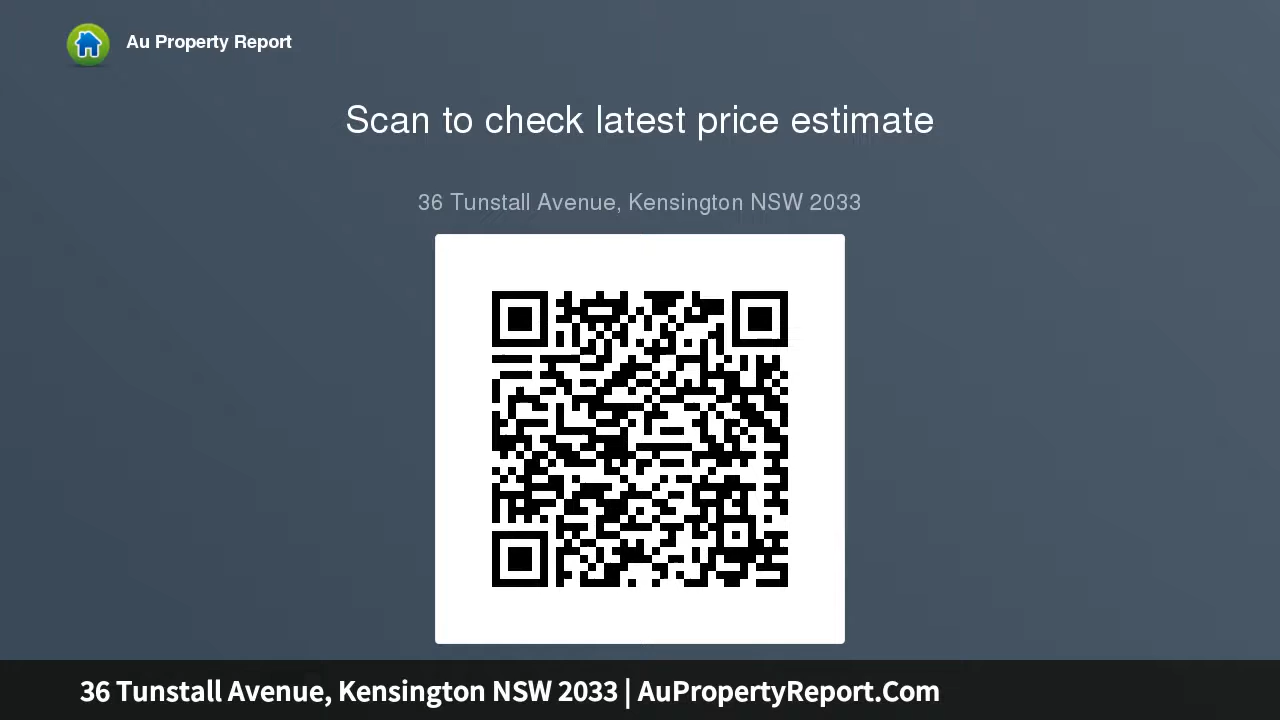 Au Property Report
Scan to check latest price estimate
36 Tunstall Avenue, Kensington NSW 2033
36 Tunstall Avenue, Kensington NSW 2033 | AuPropertyReport.Com